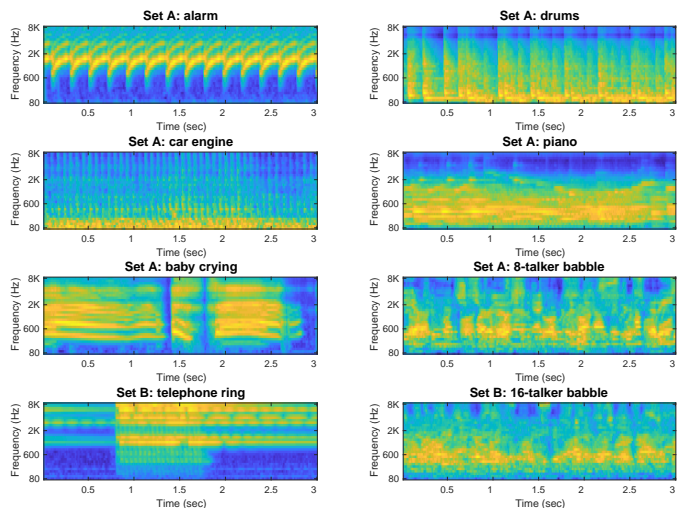 Set A: alarm
Frequency (Hz)
8K
2K
600
80
0.5 1 1.5 2 2.5 3
Time (sec)
Set A: drums
Frequency (Hz)
8K
2K
600
80
0.5 1 1.5 2 2.5 3
Time (sec)
Set A: car engine
Frequency (Hz)
8K
2K
600
80
0.5 1 1.5 2 2.5 3
Time (sec)
Set A: piano
Frequency (Hz)
8K
2K
600
80
0.5 1 1.5 2 2.5 3
Time (sec)
Set A: baby crying
Frequency (Hz)
8K
2K
600
80
0.5 1 1.5 2 2.5 3
Time (sec)
Set A: 8-talker babble
Frequency (Hz)
8K
2K
600
80
0.5 1 1.5 2 2.5 3
Time (sec)
Set B: telephone ring
Frequency (Hz)
8K
2K
600
80
0.5 1 1.5 2 2.5 3
Time (sec)
Set B: 16-talker babble
Frequency (Hz)
8K
2K
600
80
0.5 1 1.5 2 2.5 3
Time (sec)